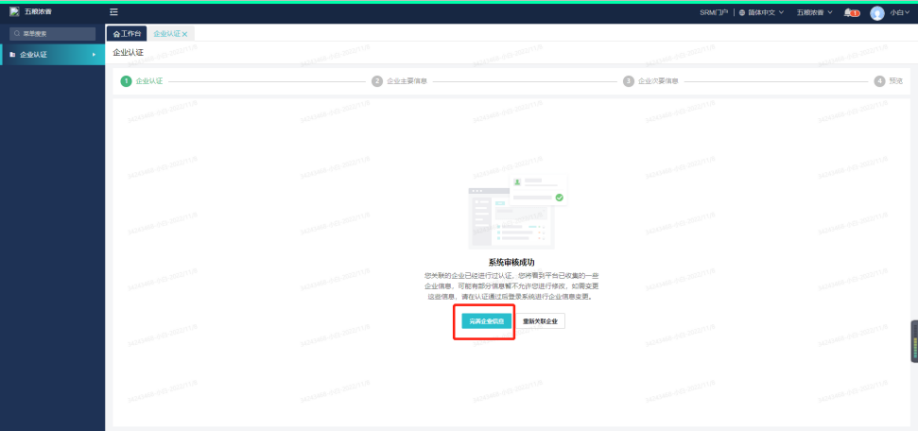 五粮浓香
SRM门户 简体中文 五粮浓香 小白
菜单搜索
工作台 企业认证
企业认证
企业认证
1 企业认证 2 企业主要信息 3 企业次要信息 4 预览
系统审核成功
您关联的企业已经进行过认证，您将看到平台已收集的一些
企业信息，可能有部分信息暂不允许您进行修改，如需变更
这些信息，请在认证通过后登录系统进行企业信息变更。
完善企业信息 重新关联企业